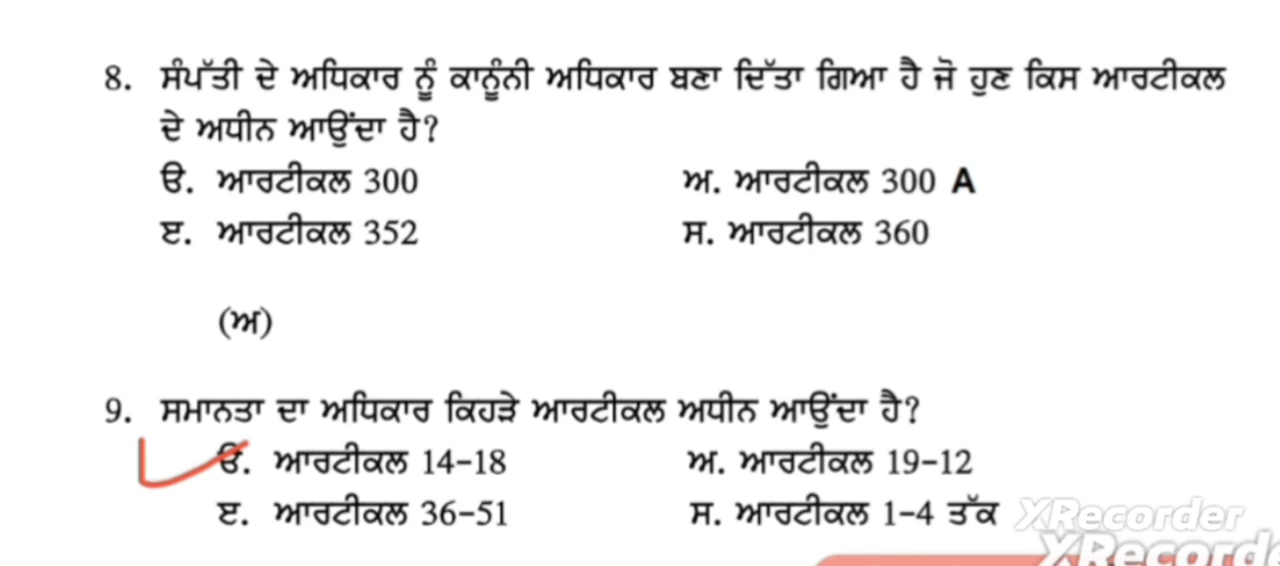 8. ਸੰਪੱਤੀ ਦੇ ਅਧਿਕਾਰ ਨੂੰ ਕਾਨੂੰਨੀ ਅਧਿਕਾਰ ਬਣਾ ਦਿੱਤਾ ਗਿਆ ਹੈ ਜੋ ਹੁਣ ਕਿਸ ਆਰਟੀਕਲ
ਦੇ ਅਧੀਨ ਆਉਂਦਾ ਹੈ?
ੳ. ਆਰਟੀਕਲ 300 ਅ. ਆਰਟੀਕਲ 300 A
ੲ. ਆਰਟੀਕਲ 352 ਸ. ਆਰਟੀਕਲ 360
(ਅ)
9. ਸਮਾਨਤਾ ਦਾ ਅਧਿਕਾਰ ਕਿਹੜੇ ਆਰਟੀਕਲ ਅਧੀਨ ਆਉਂਦਾ ਹੈ?
ੳ. ਆਰਟੀਕਲ 14-18 ਅ. ਆਰਟੀਕਲ 19-12
ੲ. ਆਰਟੀਕਲ 36-51 ਸ. ਆਰਟੀਕਲ 1-4 ਤੱਕ
XRecorder
XRecorde